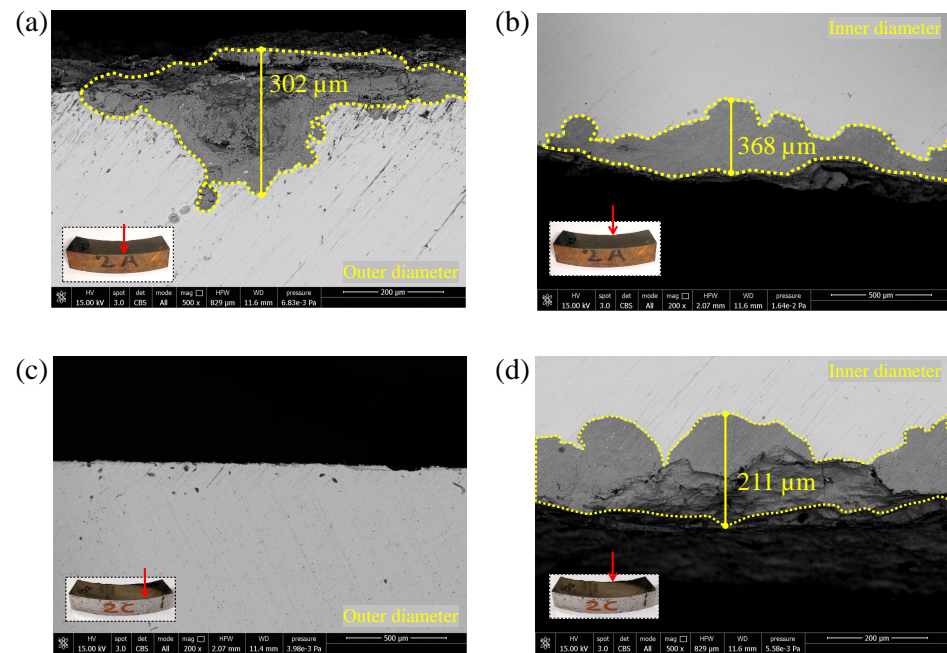 (a)
302 µm
2 A
Outer diameter
HV spot det mode mag HFW WD pressure
15.00 kV 3.0 CBS All 500 x 829 µm 11.6 mm 6.83e-3 Pa
200 µm
(b)
Inner diameter
368 µm
2 A
HV spot det mode mag HFW WD pressure
15.00 kV 3.0 CBS All 200 x 2.07 mm 11.6 mm 1.64e-2 Pa
500 µm
(c)
2C
Outer diameter
HV spot det mode mag HFW WD pressure
15.00 kV 3.0 CBS All 200 x 2.07 mm 11.4 mm 3.98e-3 Pa
500 µm
(d)
Inner diameter
211 µm
2C
HV spot det mode mag HFW WD pressure
15.00 kV 3.0 CBS All 500 x 829 µm 11.6 mm 5.58e-3 Pa
200 µm